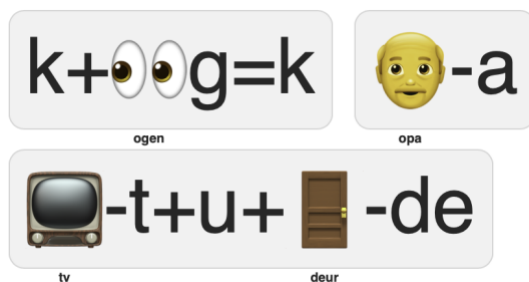 k+👀g=k 👴-a
ogen opa
📺-t+u+🚪-de
tv deur